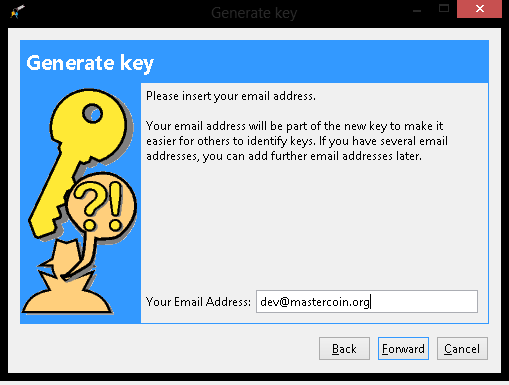 Generate key
Generate key
Please insert your email address.
Your email address will be part of the new key to make it
easier for others to identify keys. If you have several email
addresses, you can add further email addresses later.
?!
Your Email Address: dev@mastercoin.org
Back Forward Cancel